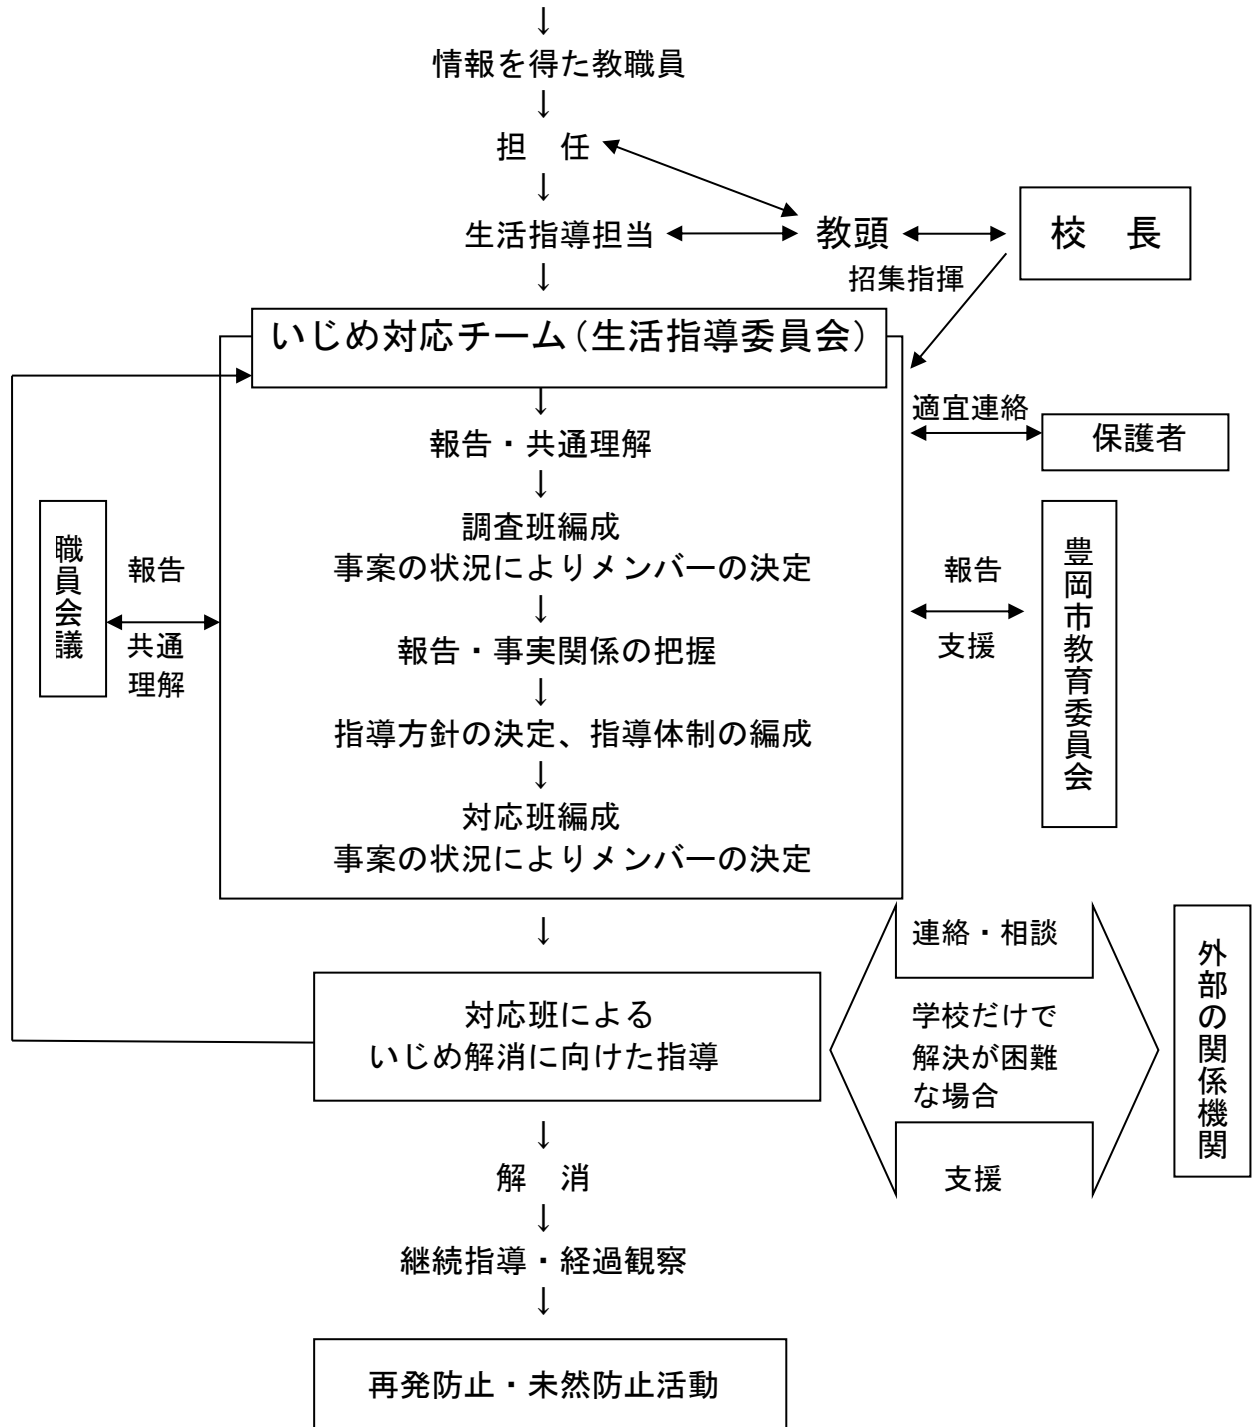 ↓
情報を得た教職員
↓
担　任
↓
生活指導担当
教頭
校　長
招集指揮
↓
いじめ対応チーム（生活指導委員会）
↓
報告・共通理解
↓
調査班編成
事案の状況によりメンバーの決定
↓
報告・事実関係の把握
↓
指導方針の決定、指導体制の編成
↓
対応班編成
事案の状況によりメンバーの決定
職員会議
報告
共通
理解
適宜連絡
保護者
報告
支援
豊岡市教育委員会
↓
対応班による
いじめ解消に向けた指導
連絡・相談
学校だけで
解決が困難
な場合
支援
外部の関係機関
↓
解　消
↓
継続指導・経過観察
↓
再発防止・未然防止活動